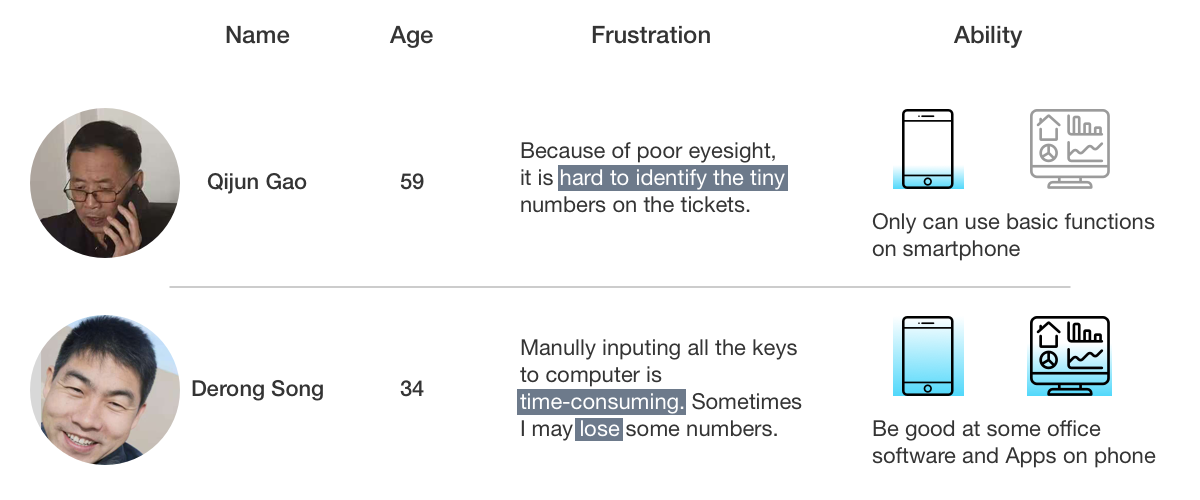 Name Age Frustration Ability
Qijun Gao
59
Because of poor eyesight,
it is hard to identify the tiny
numbers on the tickets.
Only can use basic functions
on smartphone
Derong Song
34
Manully inputing all the keys
to computer is
time-consuming. Sometimes
I may lose some numbers.
Be good at some office
software and Apps on phone